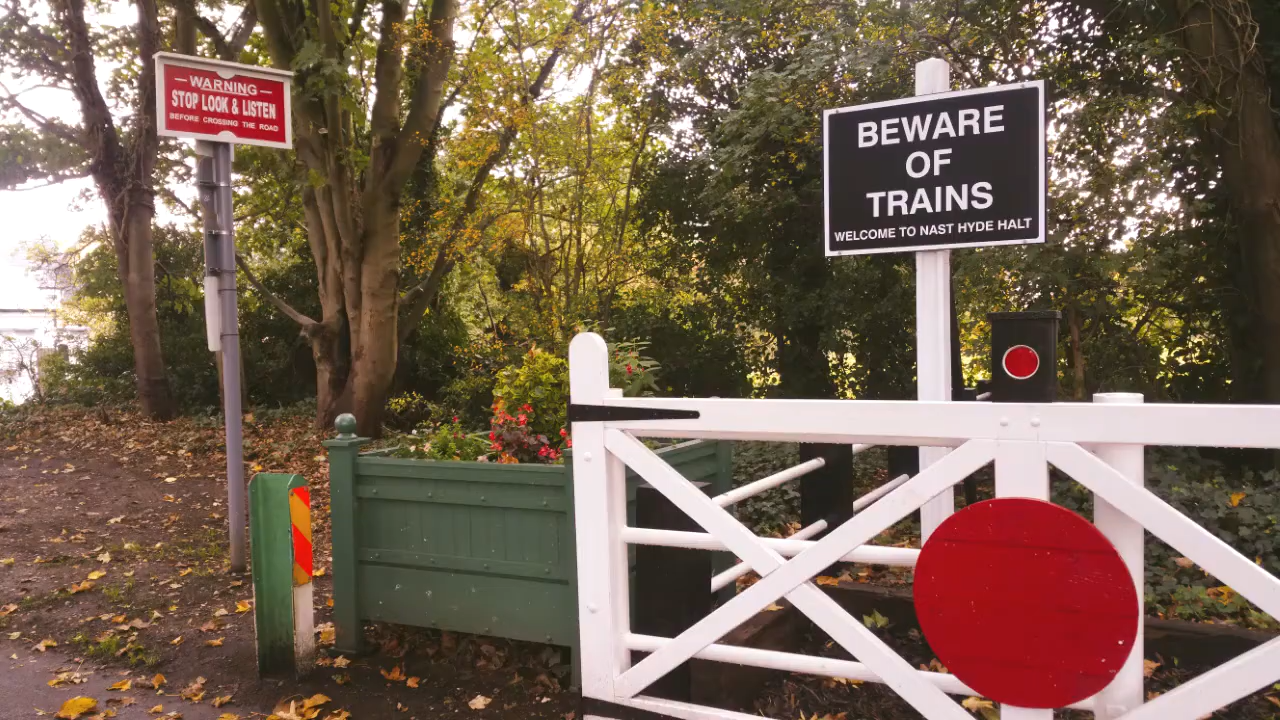 — WARNING —
STOP LOOK & LISTEN
BEFORE CROSSING THE ROAD
BEWARE
OF
TRAINS
WELCOME TO NAST HYDE HALT